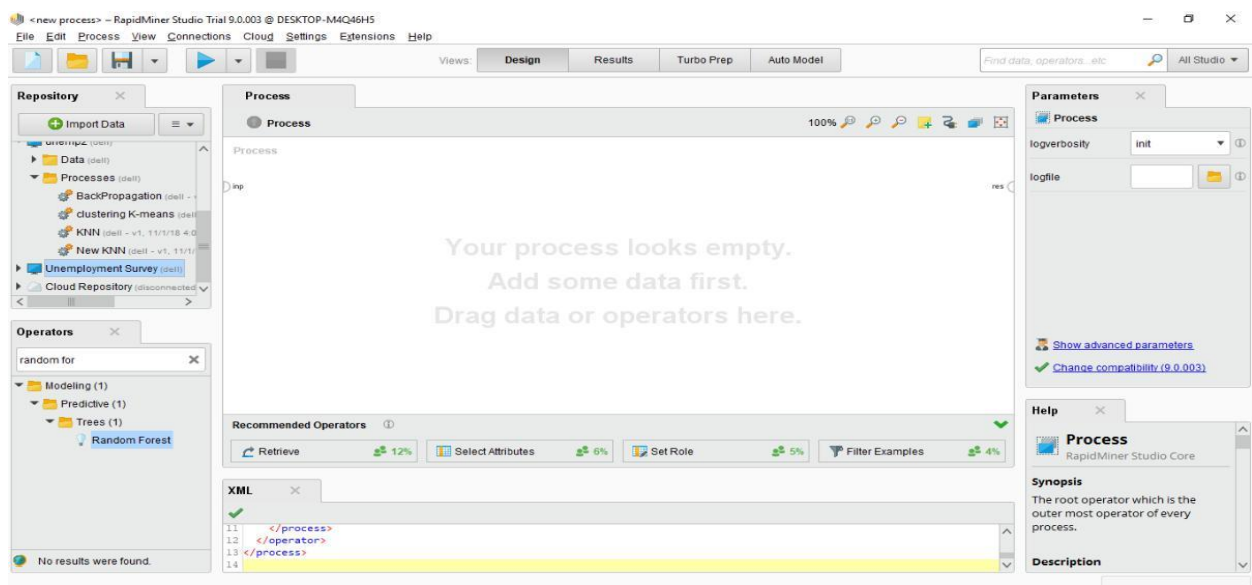 <new process> – RapidMiner Studio Trial 9.0.003 @ DESKTOP-M4Q46H5
File Edit Process View Connections Cloud Settings Extensions Help
Views: Design Results Turbo Prep Auto Model
Find data, operators...etc All Studio
Repository
Import Data
unemp2 (dell)
Data (dell)
Processes (dell)
BackPropagation (dell -
clustering K-means (dell
KNN (dell - v1, 11/1/18 4:0
New KNN (dell - v1, 11/1/
Unemployment Survey (dell)
Cloud Repository (disconnected
Operators
random for
Modeling (1)
Predictive (1)
Trees (1)
Random Forest
No results were found.
Process
Process
100%
Process
inp
res
Your process looks empty.
Add some data first.
Drag data or operators here.
Recommended Operators
Retrieve 12% Select Attributes 6% Set Role 5% Filter Examples 4%
XML
11 </process>
12 </operator>
13 </process>
14
Parameters
Process
logverbosity init
logfile
Show advanced parameters
Change compatibility (9.0.003)
Help
Process
RapidMiner Studio Core
Synopsis
The root operator which is the
outer most operator of every
process.
Description